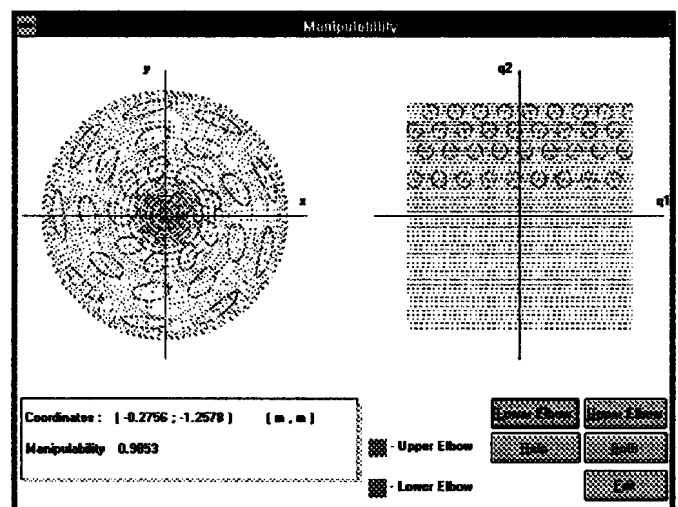 Manipulability
y
x
q2
q1
Coordinates : ( -0.2756 ; -1.2578 ) ( m , m )
Manipulability 0.9853
- Upper Elbow
- Lower Elbow
Lower Elbow
Upper Elbow
Both
Exit